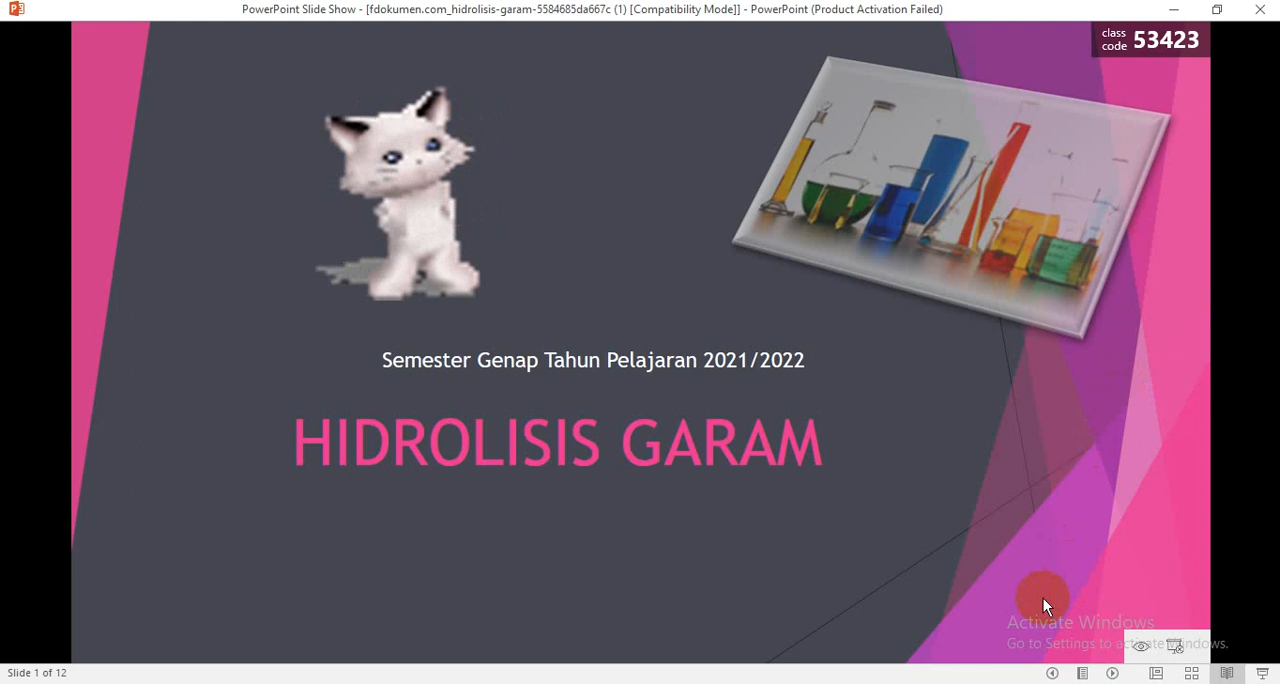 PowerPoint Slide Show - [fdokumen.com_hidrolisis-garam-5584685da667c (1) [Compatibility Mode]] - PowerPoint (Product Activation Failed)
class
code 53423
Semester Genap Tahun Pelajaran 2021/2022
HIDROLISIS GARAM
Activate Windows
Go to Settings to activate Windows.
Slide 1 of 12